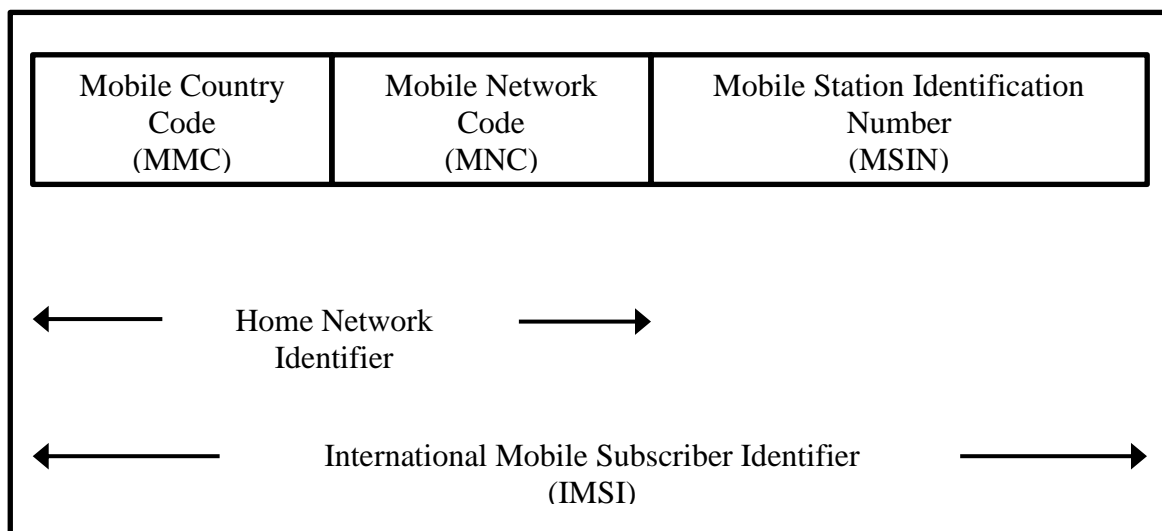 Mobile Country
Code
(MMC)
Mobile Network
Code
(MNC)
Mobile Station Identification
Number
(MSIN)
Home Network
Identifier
International Mobile Subscriber Identifier
(IMSI)